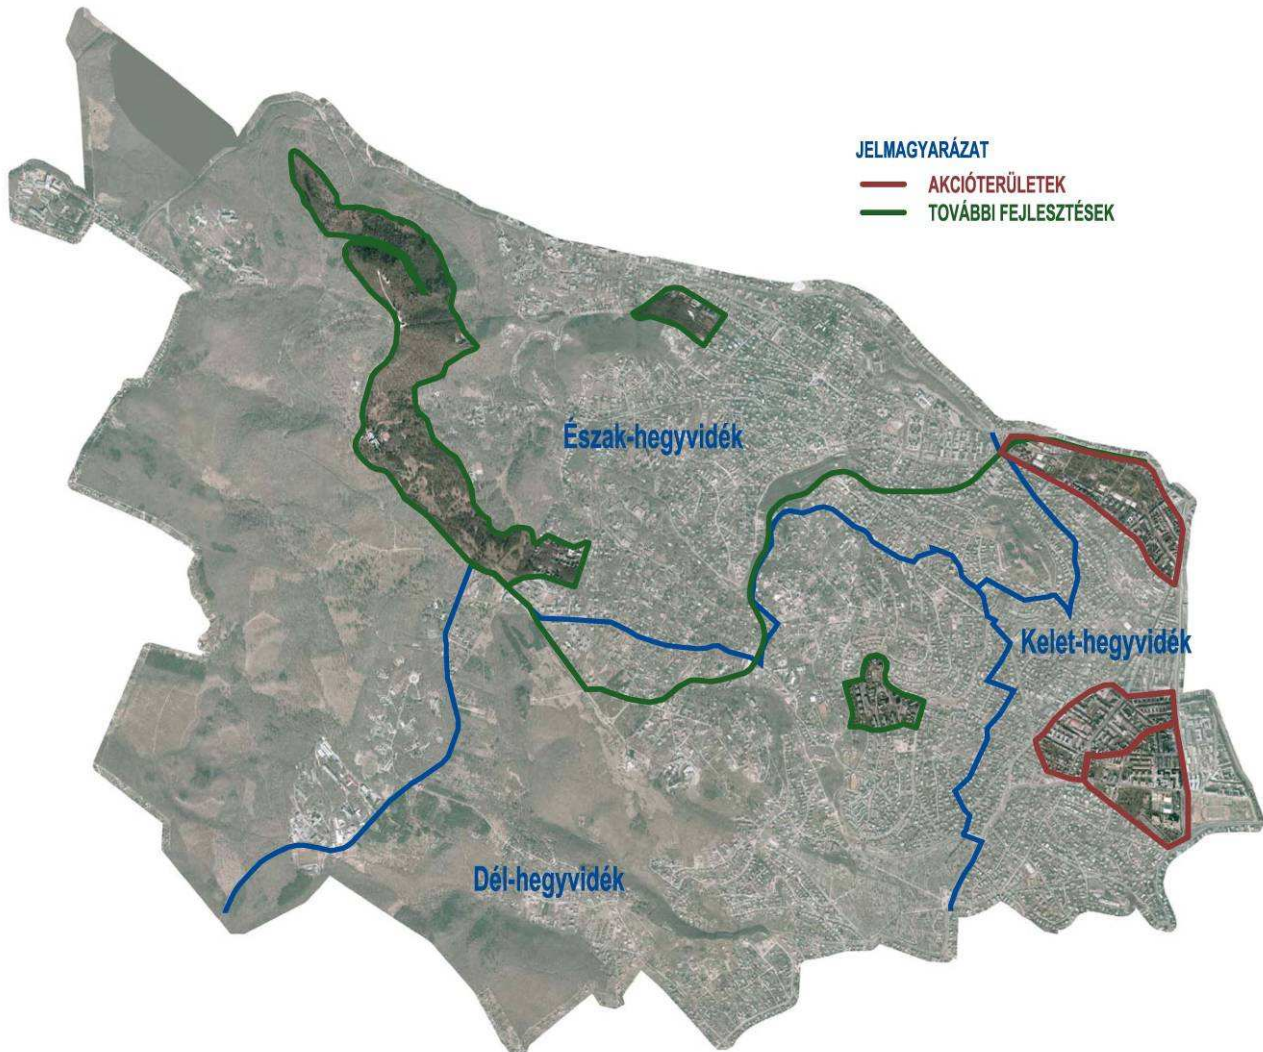 JELMAGYARÁZAT
AKCIÓTERÜLETEK
TOVÁBBI FEJLESZTÉSEK
Észak-hegyvidék
Kelet-hegyvidék
Dél-hegyvidék